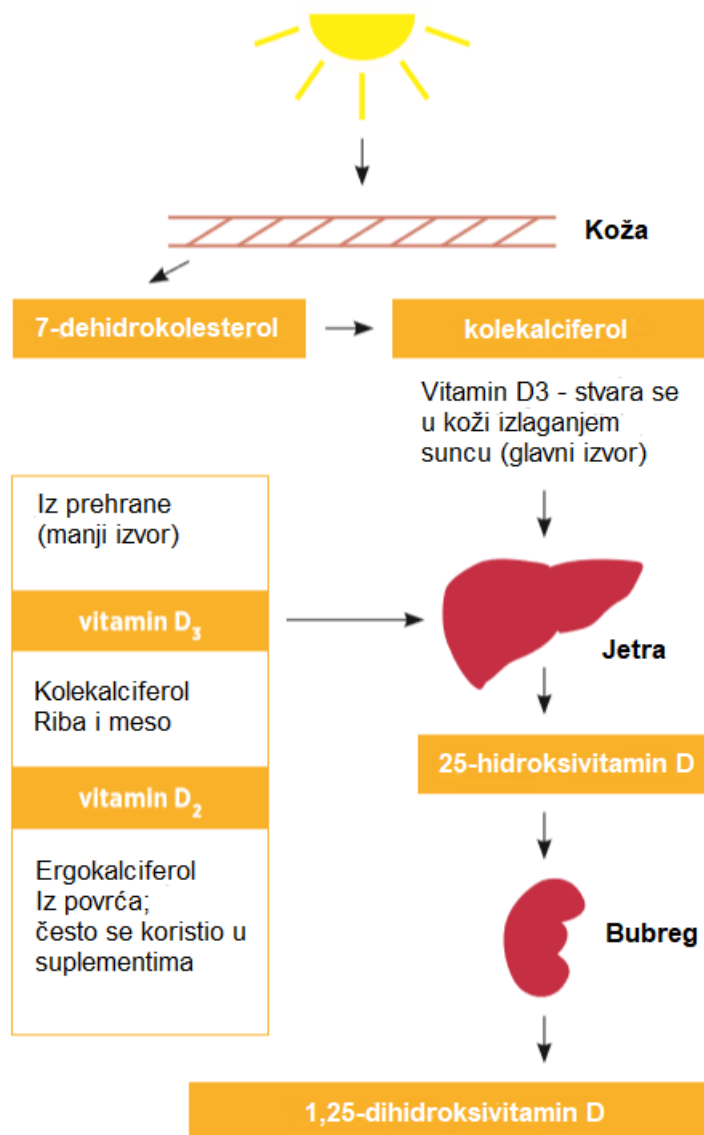 Koža
7-dehidrokolesterol
kolekalciferol
Vitamin D3 - stvara se
u koži izlaganjem
suncu (glavni izvor)
Iz prehrane
(manji izvor)
vitamin D₃
Kolekalciferol
Riba i meso
vitamin D₂
Ergokalciferol
Iz povrća;
često se koristio u
suplementima
Jetra
25-hidroksivitamin D
Bubreg
1,25-dihidroksivitamin D